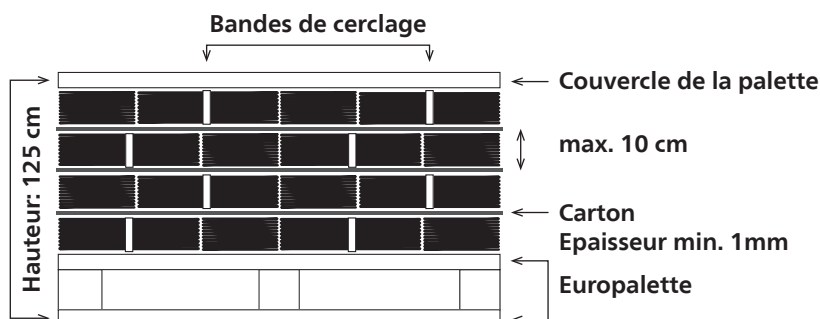 Bandes de cerclage
Couvercle de la palette
max. 10 cm
Hauteur: 125 cm
Carton
Epaisseur min. 1mm
Europalette